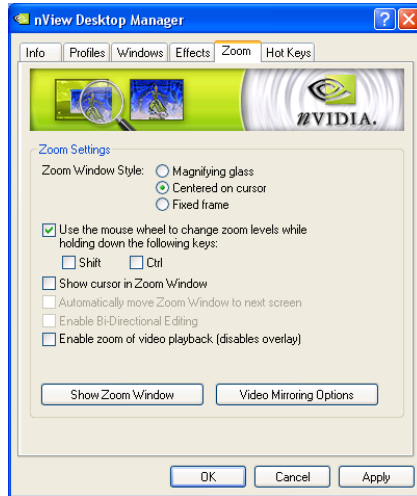 nView Desktop Manager
Info Profiles Windows Effects Zoom Hot Keys
nVIDIA.
Zoom Settings
Zoom Window Style: Magnifying glass
Centered on cursor
Fixed frame
Use the mouse wheel to change zoom levels while
holding down the following keys:
Shift Ctrl
Show cursor in Zoom Window
Automatically move Zoom Window to next screen
Enable Bi-Directional Editing
Enable zoom of video playback (disables overlay)
Show Zoom Window Video Mirroring Options
OK Cancel Apply